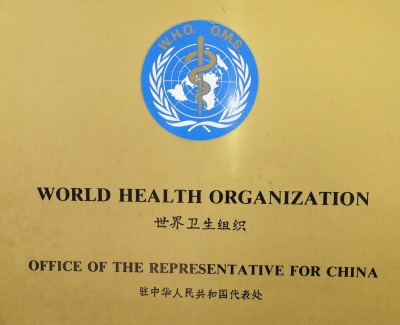 W.H.O. O.M.S
WORLD HEALTH ORGANIZATION
世界卫生组织
OFFICE OF THE REPRESENTATIVE FOR CHINA
驻中华人民共和国代表处